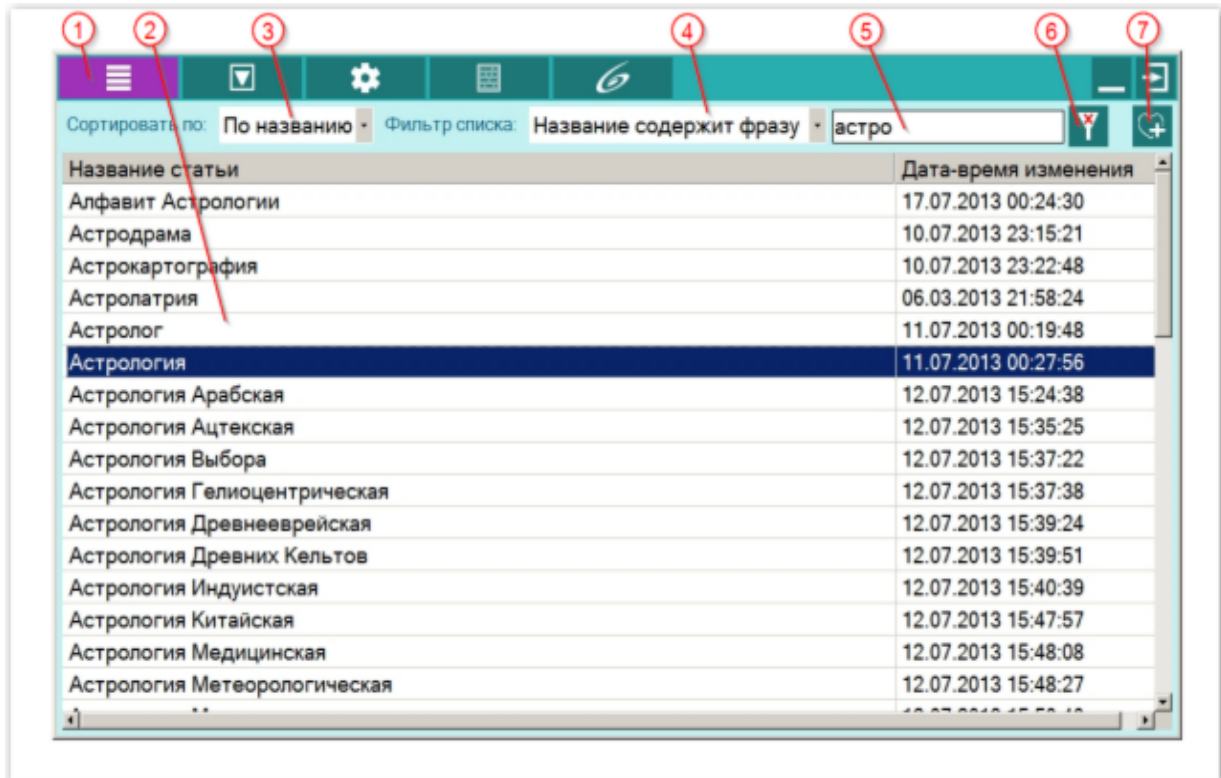 1 2 3 4 5 6 7
Сортировать по: По названию Фильтр списка: Название содержит фразу астро
Название статьи Дата-время изменения
Алфавит Астрологии 17.07.2013 00:24:30
Астродрама 10.07.2013 23:15:21
Астрокартография 10.07.2013 23:22:48
Астролатрия 06.03.2013 21:58:24
Астролог 11.07.2013 00:19:48
Астрология 11.07.2013 00:27:56
Астрология Арабская 12.07.2013 15:24:38
Астрология Ацтекская 12.07.2013 15:35:25
Астрология Выбора 12.07.2013 15:37:22
Астрология Гелиоцентрическая 12.07.2013 15:37:38
Астрология Древнееврейская 12.07.2013 15:39:24
Астрология Древних Кельтов 12.07.2013 15:39:51
Астрология Индуистская 12.07.2013 15:40:39
Астрология Китайская 12.07.2013 15:47:57
Астрология Медицинская 12.07.2013 15:48:08
Астрология Метеорологическая 12.07.2013 15:48:27